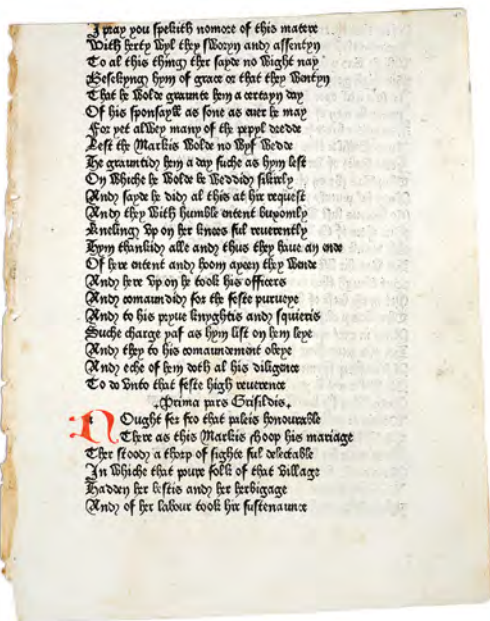 I pray you spekith nomore of this matere
With herty wyl they sworyn and assentyn
To al this thing ther sayde no wight nay
Besekyng hym of grace or that they wentyn
That he wolde graunte hem a certayn day
Of his sponsayll as sone as euer he may
For yet alwey many of the pepyl dredde
Lest the Markis wolde no wyf wedde
He grauntid hem a day suche as hym lest
On whiche he wolde be weddid sikirly
And sayde he did al this at her request
And they with humble entent buxomly
Kneling vp on her knees ful reuerently
Hym thankid alle and thus they haue an ende
Of here entent and hoom ayeen they wende
And here vp on he took his officers
And comaundid for the feste purueye
And to his pryue knyghtis and squieris
Suche charge yaf as hym list on hem leye
And they to his comaundement obeye
And eche of hem doth al his diligence
To do vnto that feste high reuerence
Prima pars Grisildis
NOught fer fro that paleis honourable
There as this Markis shoop his mariage
Ther stood a thorp of sighte ful delectable
In whiche that poure folk of that village
Hadden her bestis and her herbigage
And of her labour took hir sustenaunce